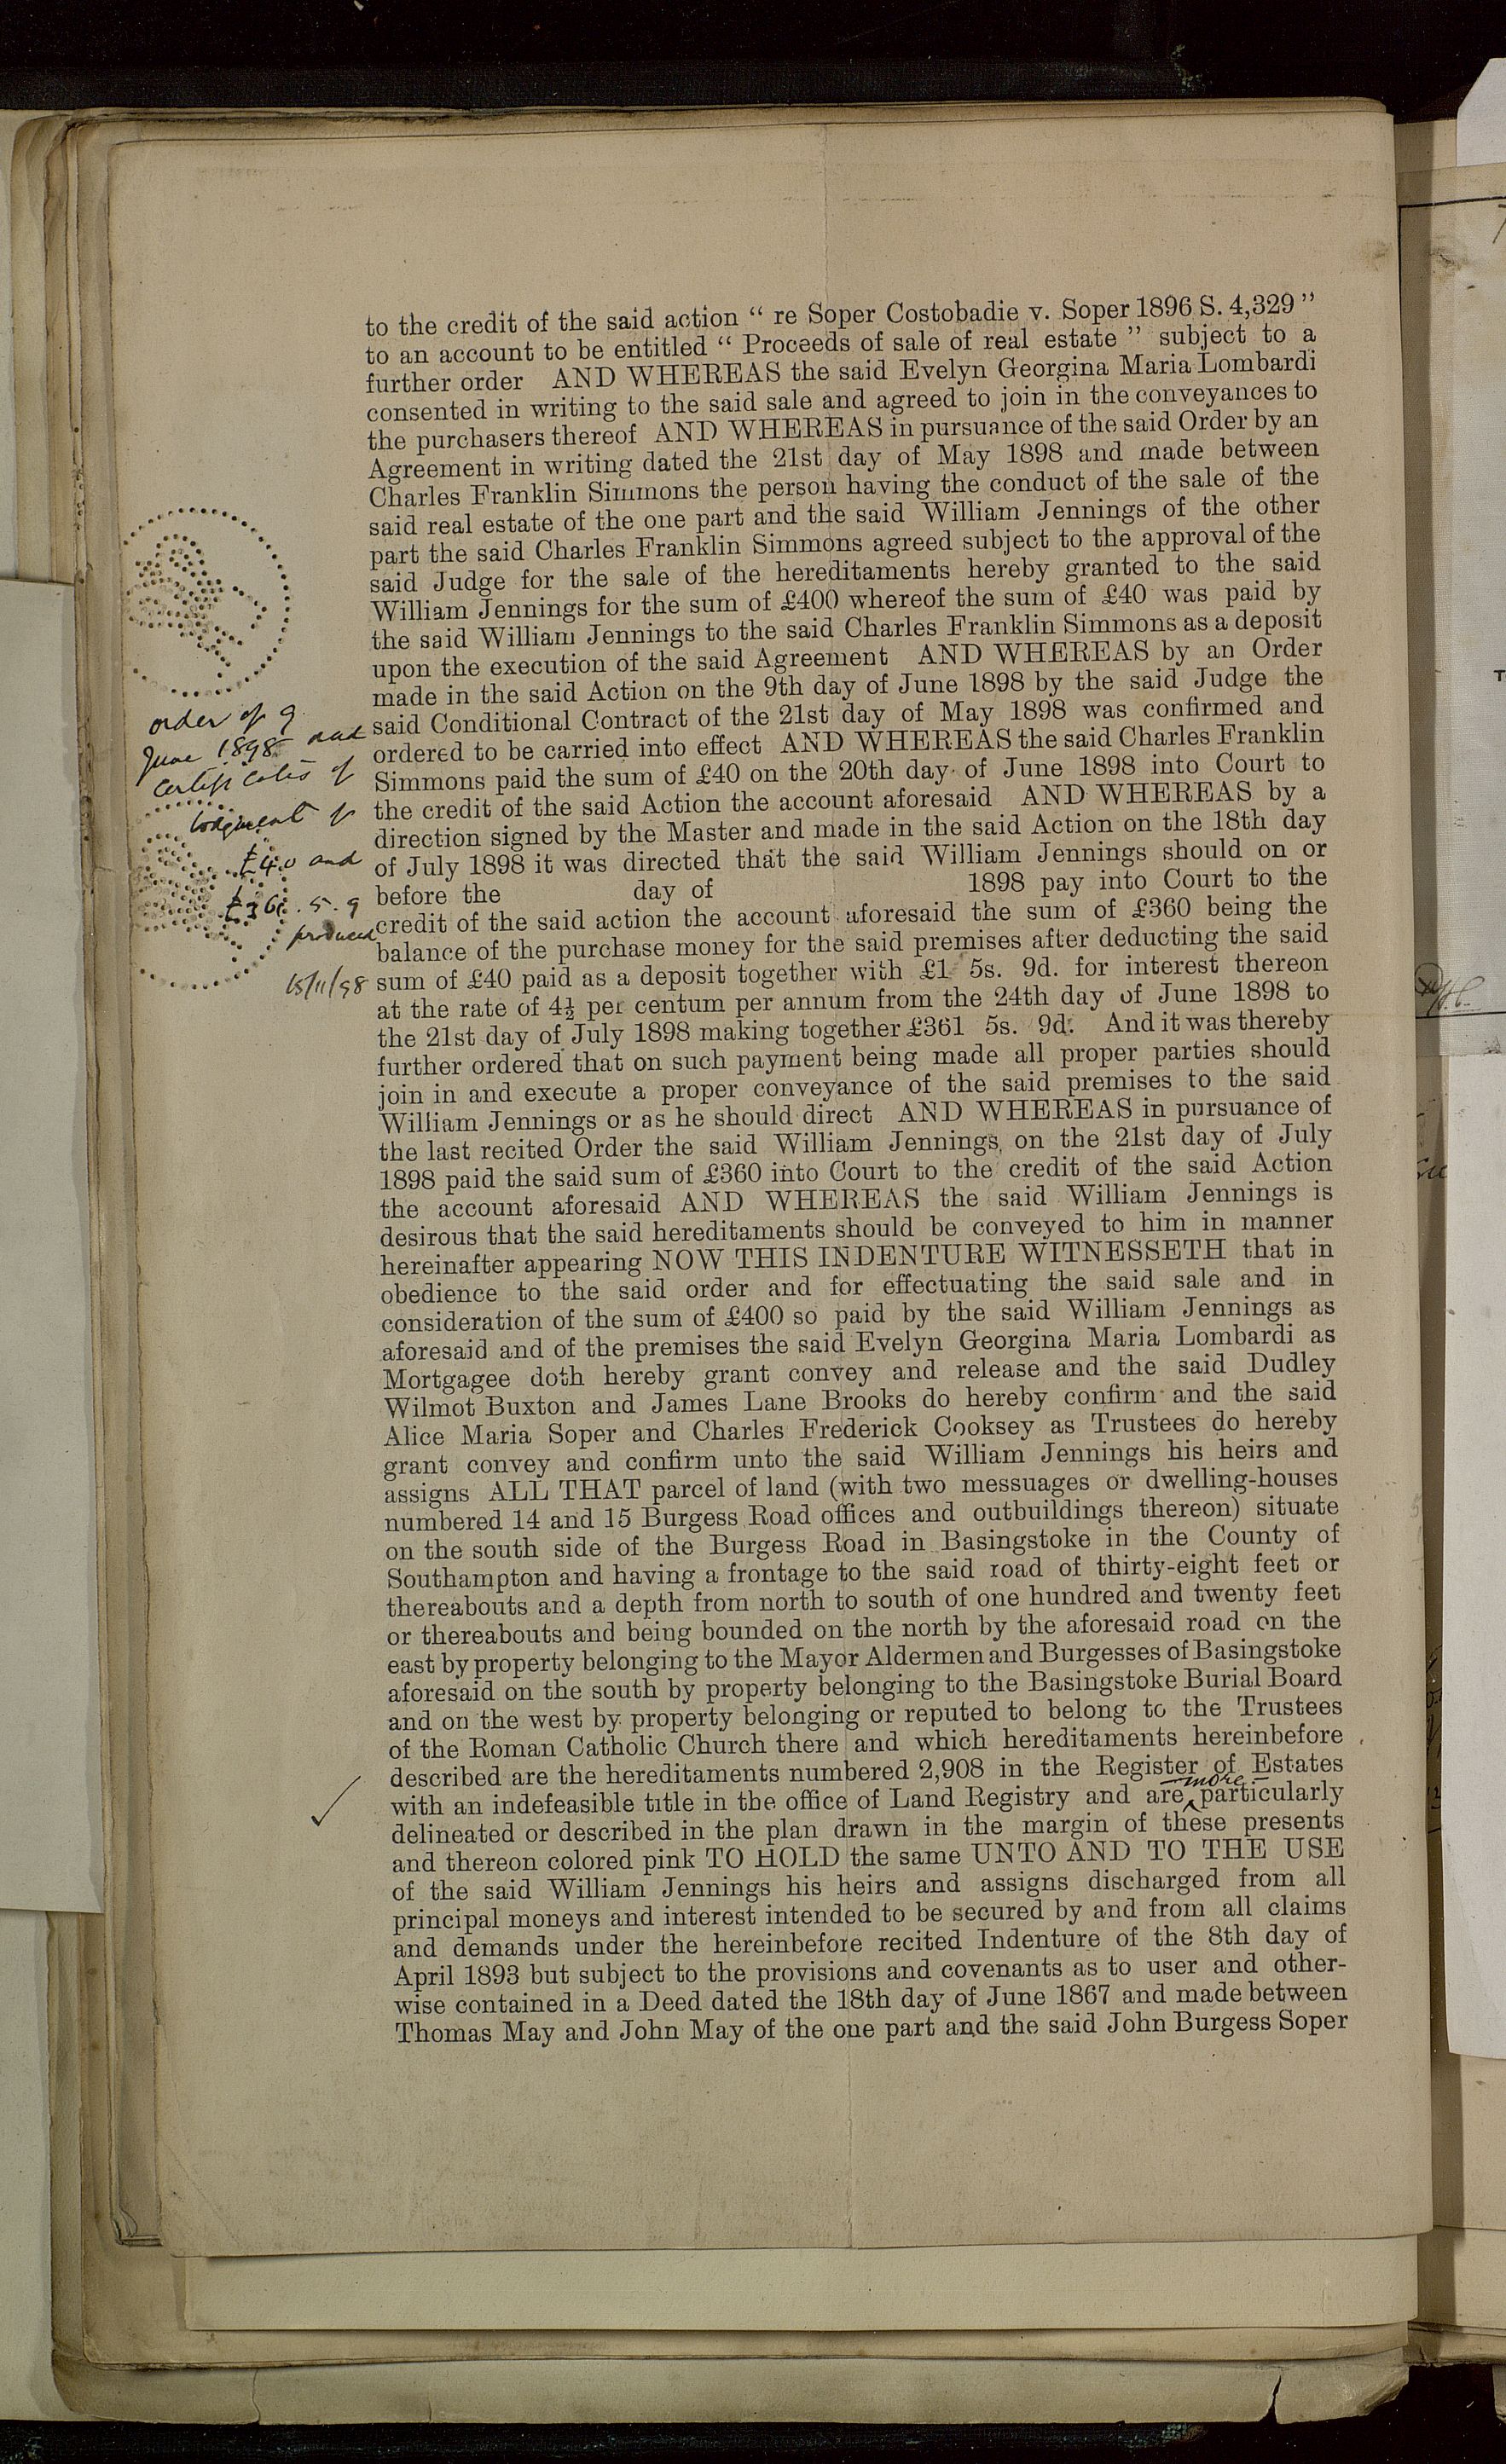 to the credit of the said action “ re Soper Costobadie v. Soper 1896 S. 4,329 ”
to an account to be entitled “ Proceeds of sale of real estate ” subject to a
further order AND WHEREAS the said Evelyn Georgina Maria Lombardi
consented in writing to the said sale and agreed to join in the conveyances to
the purchasers thereof AND WHEREAS in pursuance of the said Order by an
Agreement in writing dated the 21st day of May 1898 and made between
Charles Franklin Simmons the person having the conduct of the sale of the
said real estate of the one part and the said William Jennings of the other
part the said Charles Franklin Simmons agreed subject to the approval of the
said Judge for the sale of the hereditaments hereby granted to the said
William Jennings for the sum of £400 whereof the sum of £40 was paid by
the said William Jennings to the said Charles Franklin Simmons as a deposit
upon the execution of the said Agreement AND WHEREAS by an Order
made in the said Action on the 9th day of June 1898 by the said Judge the
said Conditional Contract of the 21st day of May 1898 was confirmed and
ordered to be carried into effect AND WHEREAS the said Charles Franklin
Simmons paid the sum of £40 on the 20th day of June 1898 into Court to
the credit of the said Action the account aforesaid AND WHEREAS by a
direction signed by the Master and made in the said Action on the 18th day
of July 1898 it was directed that the said William Jennings should on or
before the day of 1898 pay into Court to the
credit of the said action the account aforesaid the sum of £360 being the
balance of the purchase money for the said premises after deducting the said
sum of £40 paid as a deposit together with £1 5s. 9d. for interest thereon
at the rate of 4½ per centum per annum from the 24th day of June 1898 to
the 21st day of July 1898 making together £361 5s. 9d. And it was thereby
further ordered that on such payment being made all proper parties should
join in and execute a proper conveyance of the said premises to the said
William Jennings or as he should direct AND WHEREAS in pursuance of
the last recited Order the said William Jennings, on the 21st day of July
1898 paid the said sum of £360 into Court to the credit of the said Action
the account aforesaid AND WHEREAS the said William Jennings is
desirous that the said hereditaments should be conveyed to him in manner
hereinafter appearing NOW THIS INDENTURE WITNESSETH that in
obedience to the said order and for effectuating the said sale and in
consideration of the sum of £400 so paid by the said William Jennings as
aforesaid and of the premises the said Evelyn Georgina Maria Lombardi as
Mortgagee doth hereby grant convey and release and the said Dudley
Wilmot Buxton and James Lane Brooks do hereby confirm and the said
Alice Maria Soper and Charles Frederick Cooksey as Trustees do hereby
grant convey and confirm unto the said William Jennings his heirs and
assigns ALL THAT parcel of land (with two messuages or dwelling-houses
numbered 14 and 15 Burgess Road offices and outbuildings thereon) situate
on the south side of the Burgess Road in Basingstoke in the County of
Southampton and having a frontage to the said road of thirty-eight feet or
thereabouts and a depth from north to south of one hundred and twenty feet
or thereabouts and being bounded on the north by the aforesaid road on the
east by property belonging to the Mayor Aldermen and Burgesses of Basingstoke
aforesaid on the south by property belonging to the Basingstoke Burial Board
and on the west by property belonging or reputed to belong to the Trustees
of the Roman Catholic Church there and which hereditaments hereinbefore
described are the hereditaments numbered 2,908 in the Register of Estates
with an indefeasible title in the office of Land Registry and are more particularly
delineated or described in the plan drawn in the margin of these presents
and thereon colored pink TO HOLD the same UNTO AND TO THE USE
of the said William Jennings his heirs and assigns discharged from all
principal moneys and interest intended to be secured by and from all claims
and demands under the hereinbefore recited Indenture of the 8th day of
April 1893 but subject to the provisions and covenants as to user and other-
wise contained in a Deed dated the 18th day of June 1867 and made between
Thomas May and John May of the one part and the said John Burgess Soper
order of 9
June 1898 and
certificates of
lodgment of
£40 and
£361.5.9
produced
15/11/98